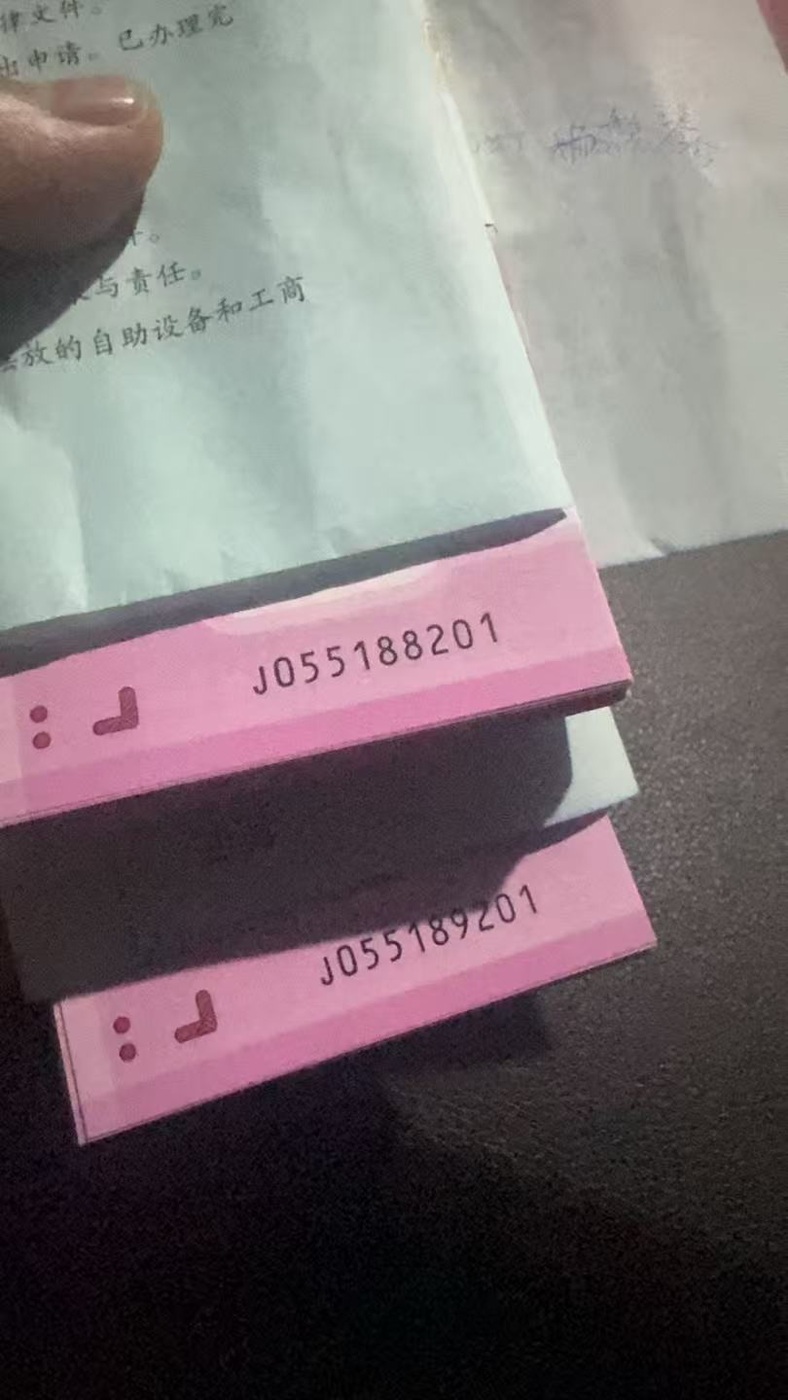 律文件。
出申请。已办理完
与责任。
放的自助设备和工商
J055188201
J055189201